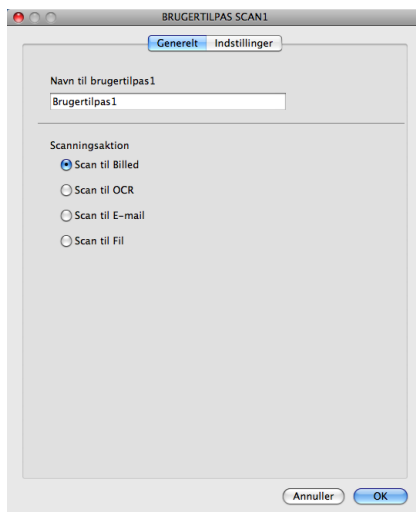 BRUGERTILPAS SCAN1
Generelt Indstillinger
Navn til brugertilpas1
Brugertilpas1
Scanningsaktion
Scan til Billed
Scan til OCR
Scan til E-mail
Scan til Fil
Annuller OK